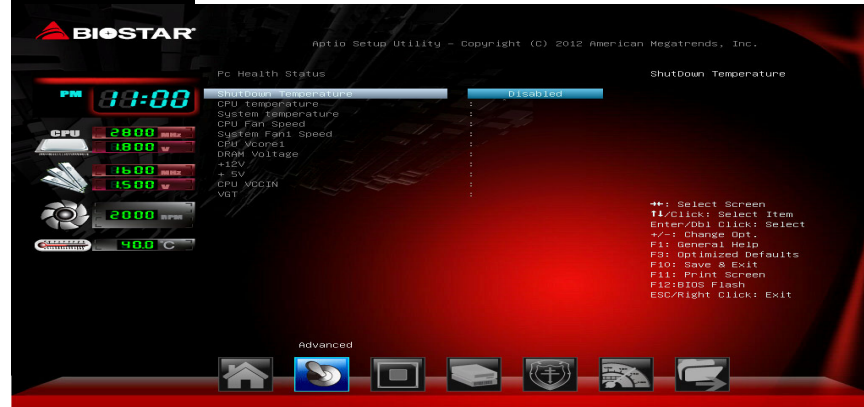 BIOSTAR
Aptio Setup Utility – Copyright (C) 2012 American Megatrends, Inc.
Pc Health Status
ShutDown Temperature
PM 11:00
ShutDown Temperature Disabled
CPU temperature :
System temperature :
CPU Fan Speed :
System Fan1 Speed :
CPU Vcore1 :
DRAM Voltage :
+12V :
+ 5V :
CPU VCCIN :
VGT :
CPU 2800 MHz
1.800 V
1600 MHz
1.500 V
2000 RPM
40.0 °C
→←: Select Screen
↑↓/Click: Select Item
Enter/Dbl Click: Select
+/-: Change Opt.
F1: General Help
F3: Optimized Defaults
F10: Save & Exit
F11: Print Screen
F12:BIOS Flash
ESC/Right Click: Exit
Advanced